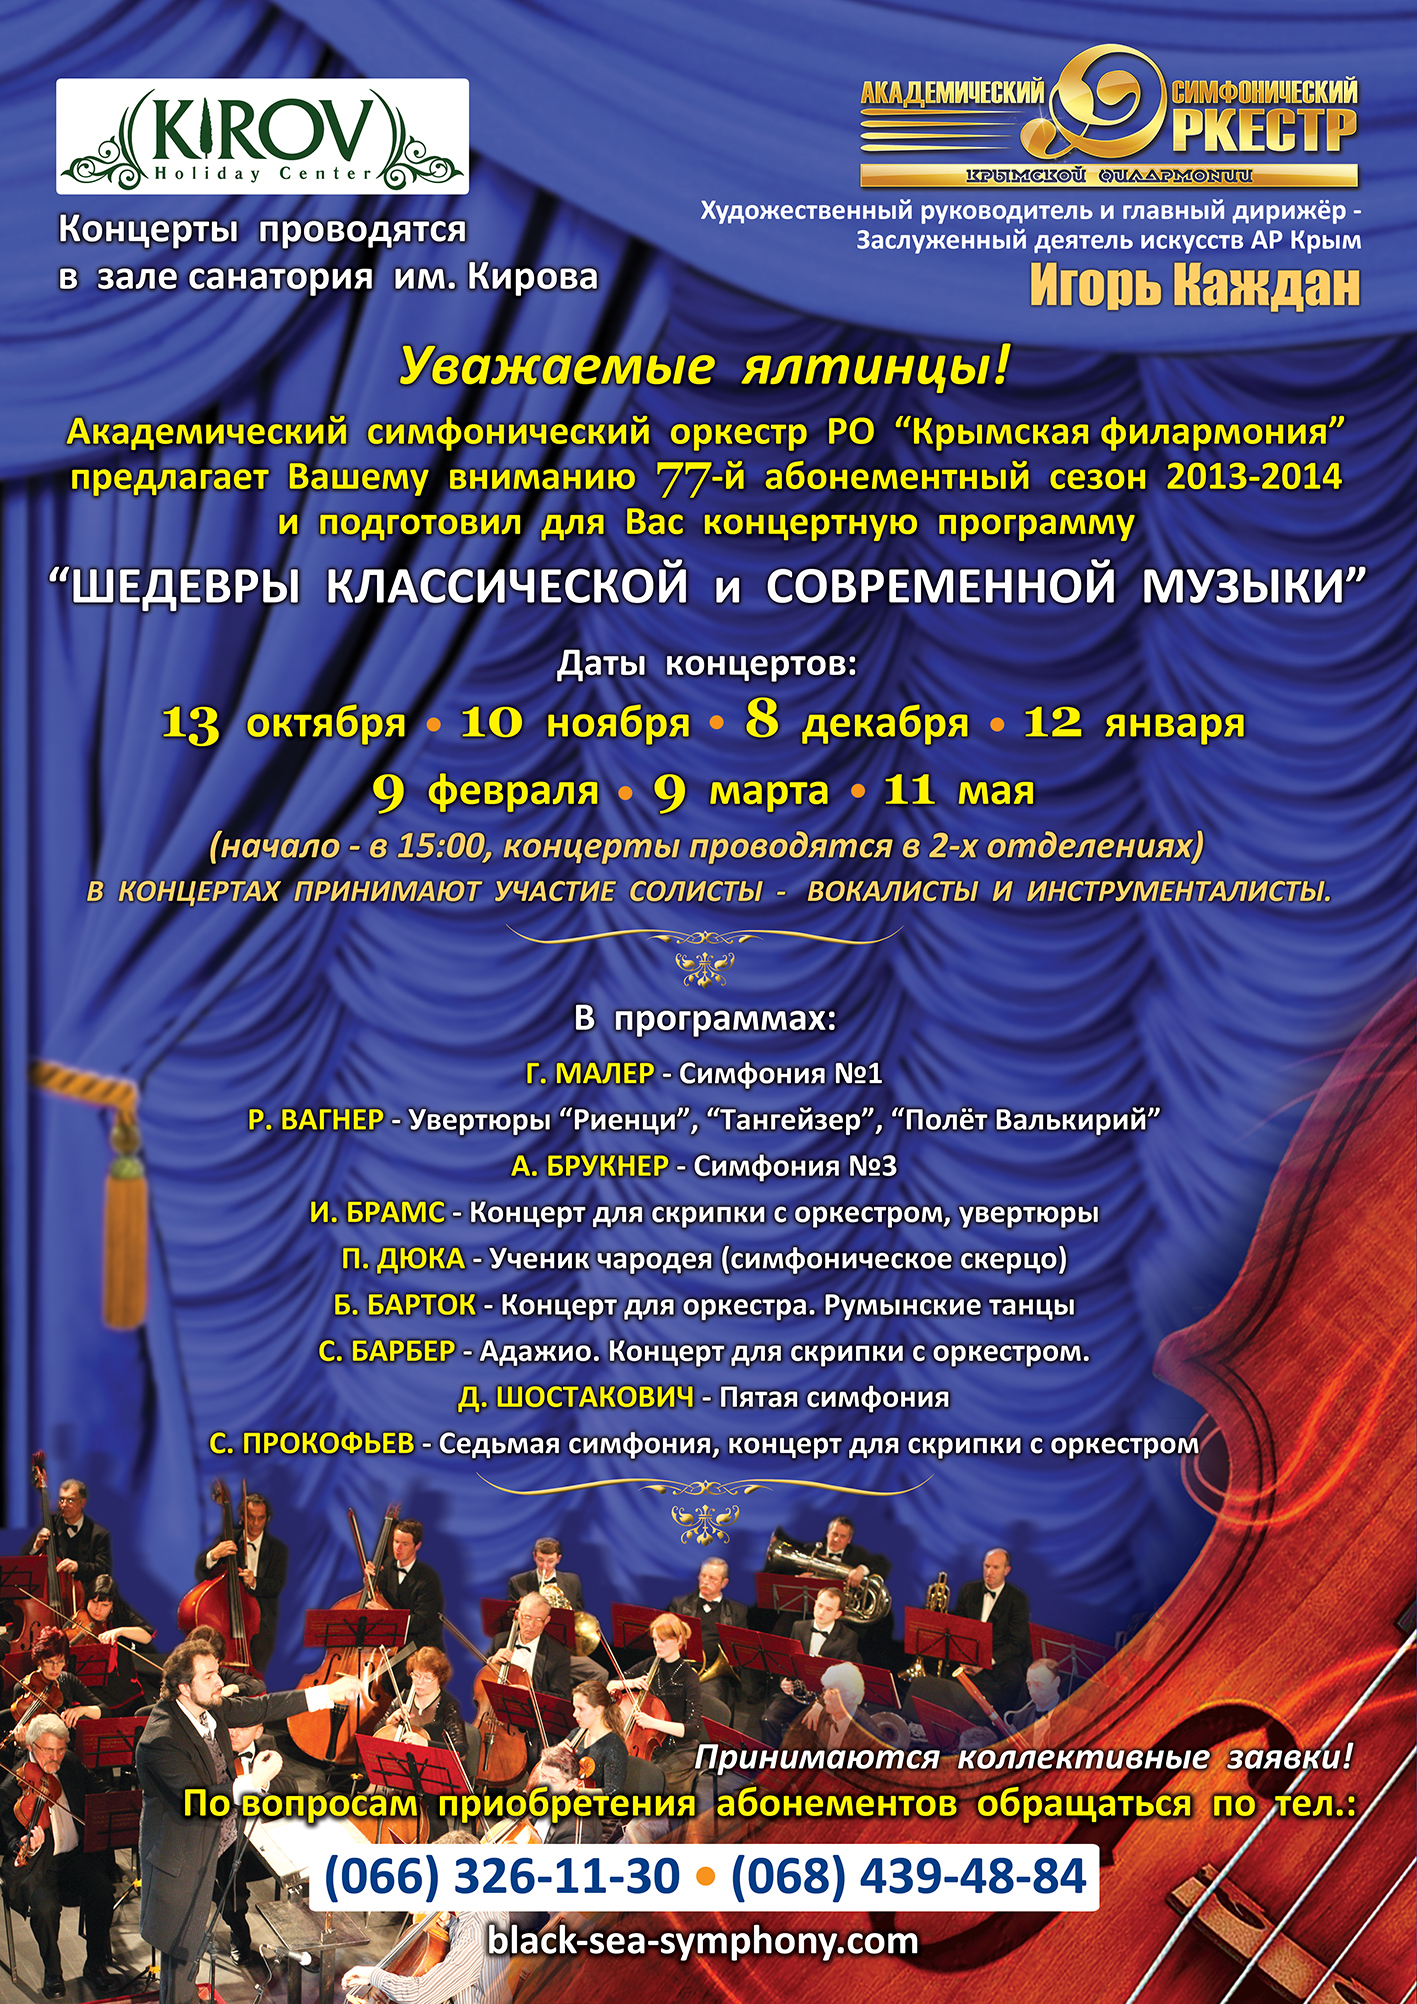 KIROV
Holiday Center
Концерты проводятся
в зале санатория им. Кирова
АКАДЕМИЧЕСКИЙ СИМФОНИЧЕСКИЙ
ОРКЕСТР
КРЫМСКОЙ ФИЛАРМОНИИ
Художественный руководитель и главный дирижёр -
Заслуженный деятель искусств АР Крым
Игорь Каждан
Уважаемые ялтинцы!
Академический симфонический оркестр РО “Крымская филармония”
предлагает Вашему вниманию 77-й абонементный сезон 2013-2014
и подготовил для Вас концертную программу
“ШЕДЕВРЫ КЛАССИЧЕСКОЙ и СОВРЕМЕННОЙ МУЗЫКИ”
Даты концертов:
13 октября • 10 ноября • 8 декабря • 12 января
9 февраля • 9 марта • 11 мая
(начало - в 15:00, концерты проводятся в 2-х отделениях)
В КОНЦЕРТАХ ПРИНИМАЮТ УЧАСТИЕ СОЛИСТЫ - ВОКАЛИСТЫ И ИНСТРУМЕНТАЛИСТЫ.
В программах:
Г. МАЛЕР - Симфония №1
Р. ВАГНЕР - Увертюры “Риенци”, “Тангейзер”, “Полёт Валькирий”
А. БРУКНЕР - Симфония №3
И. БРАМС - Концерт для скрипки с оркестром, увертюры
П. ДЮКА - Ученик чародея (симфоническое скерцо)
Б. БАРТОК - Концерт для оркестра. Румынские танцы
С. БАРБЕР - Адажио. Концерт для скрипки с оркестром.
Д. ШОСТАКОВИЧ - Пятая симфония
С. ПРОКОФЬЕВ - Седьмая симфония, концерт для скрипки с оркестром
Принимаются коллективные заявки!
По вопросам приобретения абонементов обращаться по тел.:
(066) 326-11-30 • (068) 439-48-84
black-sea-symphony.com